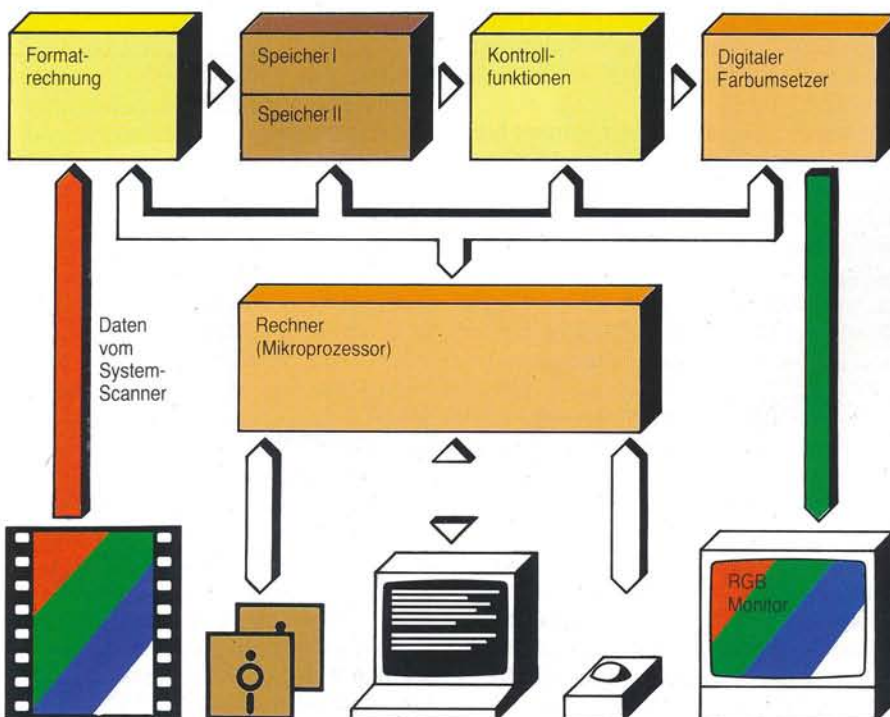 Format-
rechnung
Speicher I
Speicher II
Kontroll-
funktionen
Digitaler
Farbumsetzer
Daten
vom
System-
Scanner
Rechner
(Mikroprozessor)
RGB
Monitor